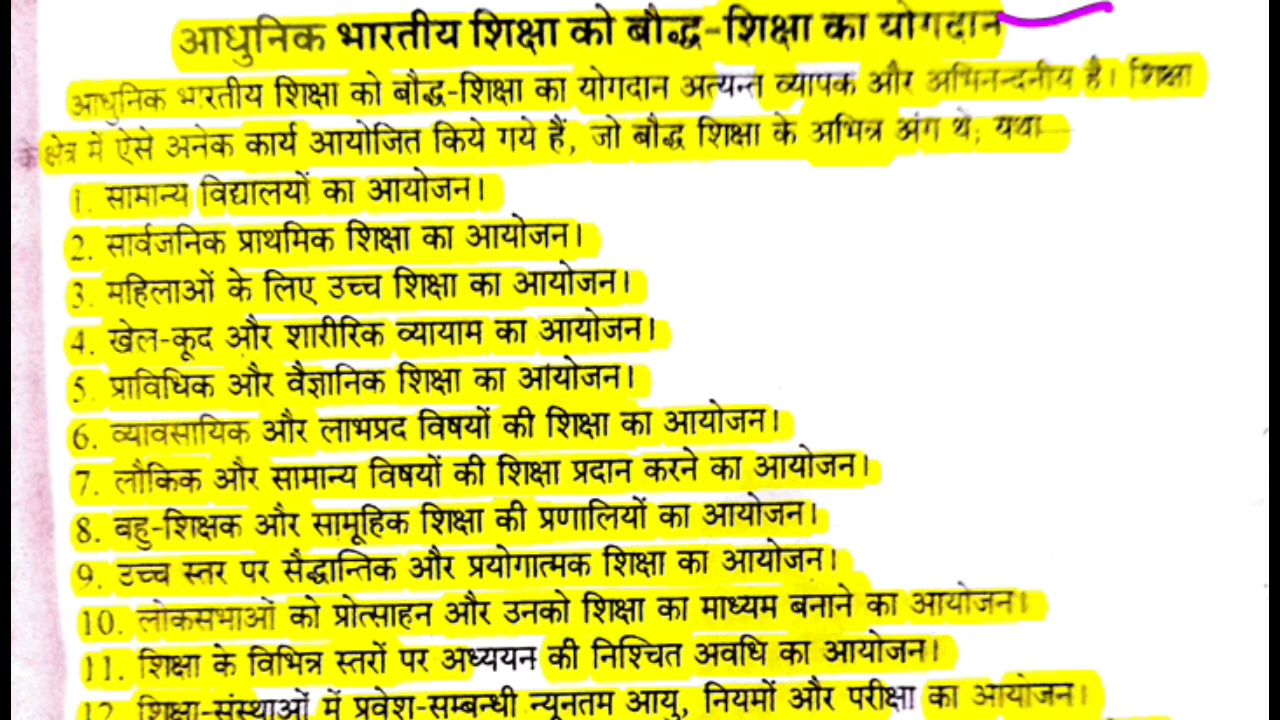 आधुनिक भारतीय शिक्षा को बौद्ध-शिक्षा का योगदान
आधुनिक भारतीय शिक्षा को बौद्ध-शिक्षा का योगदान अत्यन्त व्यापक और अभिनन्दनीय है। शिक्षा
के क्षेत्र में ऐसे अनेक कार्य आयोजित किये गये हैं, जो बौद्ध शिक्षा के अभिन्न अंग थे; यथा—
1. सामान्य विद्यालयों का आयोजन।
2. सार्वजनिक प्राथमिक शिक्षा का आयोजन।
3. महिलाओं के लिए उच्च शिक्षा का आयोजन।
4. खेल-कूद और शारीरिक व्यायाम का आयोजन।
5. प्राविधिक और वैज्ञानिक शिक्षा का आयोजन।
6. व्यावसायिक और लाभप्रद विषयों की शिक्षा का आयोजन।
7. लौकिक और सामान्य विषयों की शिक्षा प्रदान करने का आयोजन।
8. वहु-शिक्षक और सामूहिक शिक्षा की प्रणालियों का आयोजन।
9. उच्च स्तर पर सैद्धान्तिक और प्रयोगात्मक शिक्षा का आयोजन।
10. लोकसभाओं को प्रोत्साहन और उनको शिक्षा का माध्यम बनाने का आयोजन।
11. शिक्षा के विभिन्न स्तरों पर अध्ययन की निश्चित अवधि का आयोजन।
12. शिक्षा-संस्थाओं में प्रवेश-सम्बन्धी न्यूनतम आयु, नियमों और परीक्षा का आयोजन।